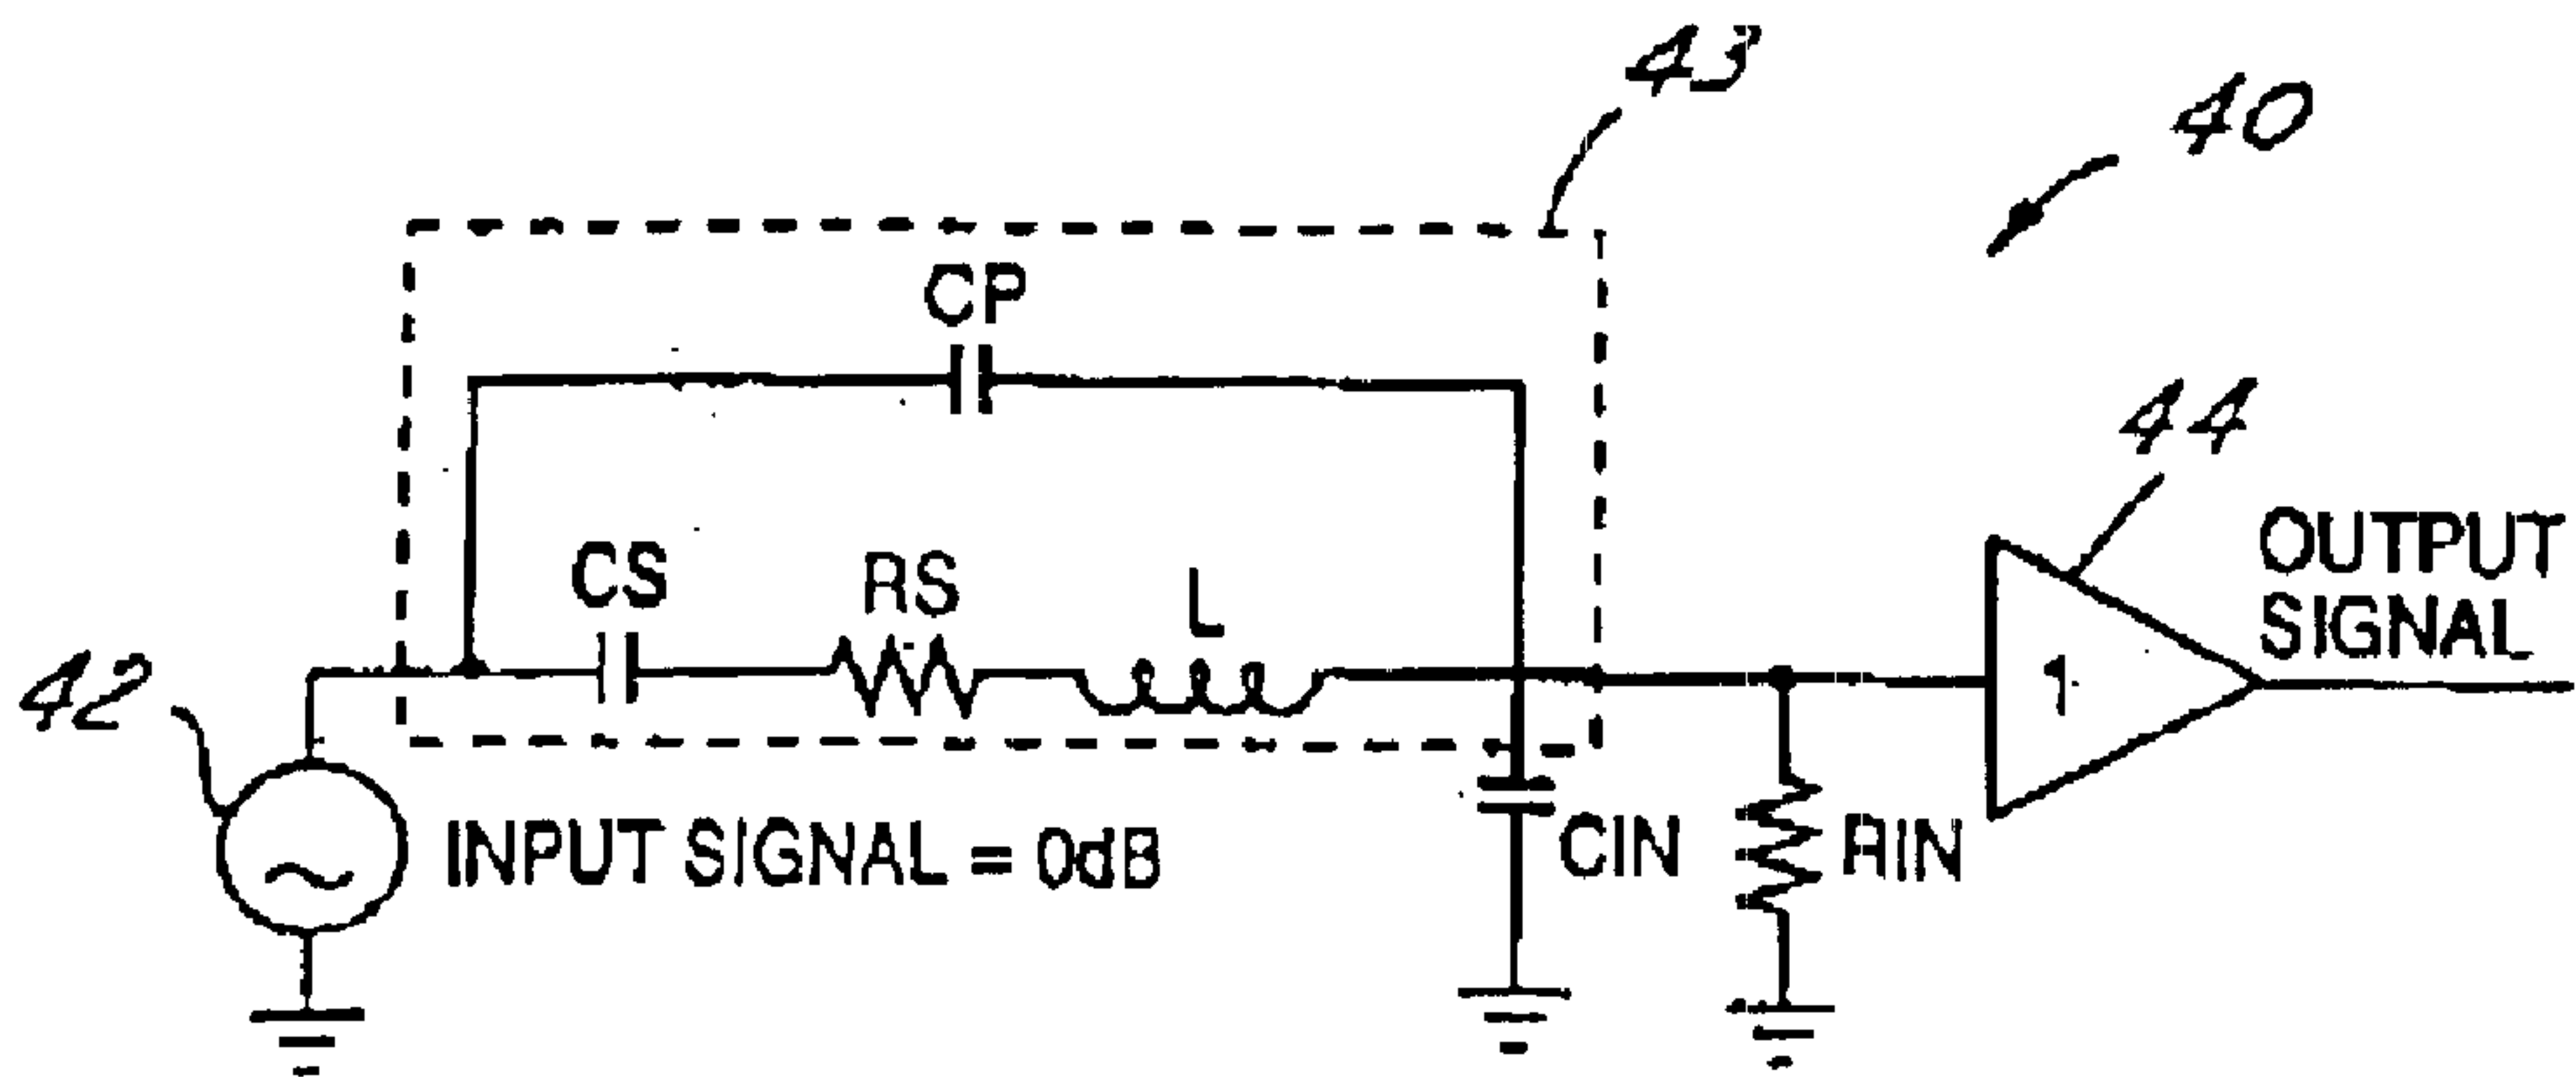 43
40
CP
44
CS
RS
L
OUTPUT
SIGNAL
1
42
INPUT SIGNAL = 0dB
CIN
RIN